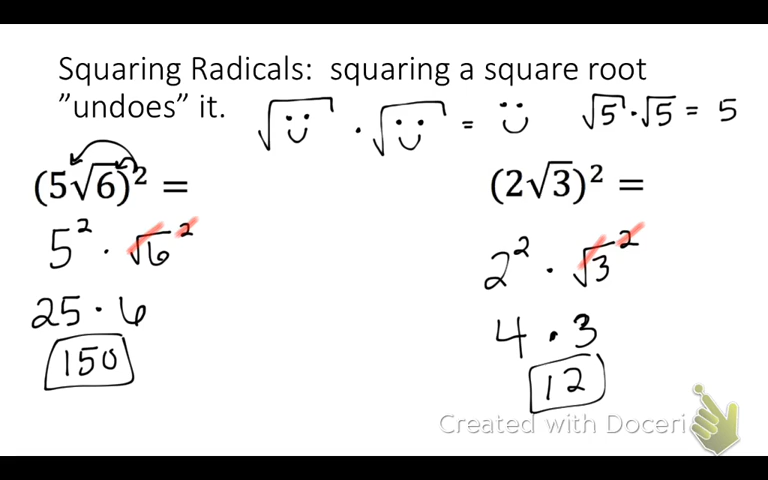 Squaring Radicals: squaring a square root
"undoes" it. √☺ · √☺ = ☺ √5 · √5 = 5
(5√6)² =
5² · √6²
25 · 6
150
(2√3)² =
2² · √3²
4 · 3
12
Created with Doceri